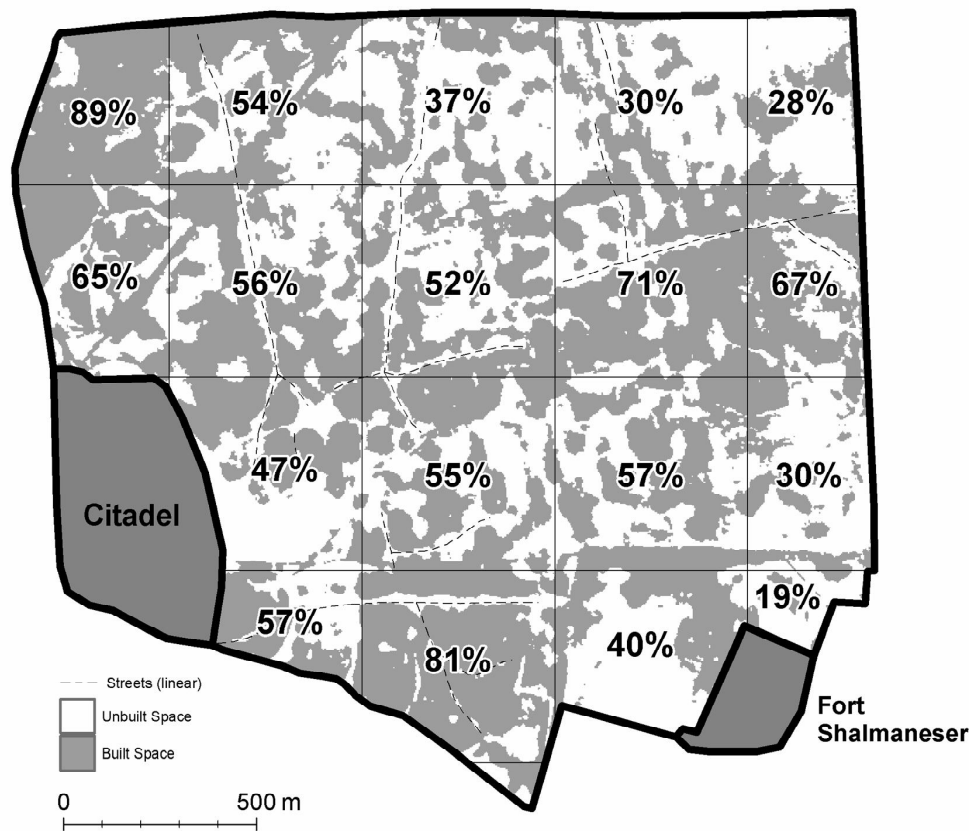 89%
54%
37%
30%
28%
65%
56%
52%
71%
67%
47%
55%
57%
30%
Citadel
57%
81%
40%
19%
Fort
Shalmaneser
Streets (linear)
Unbuilt Space
Built Space
0 500 m